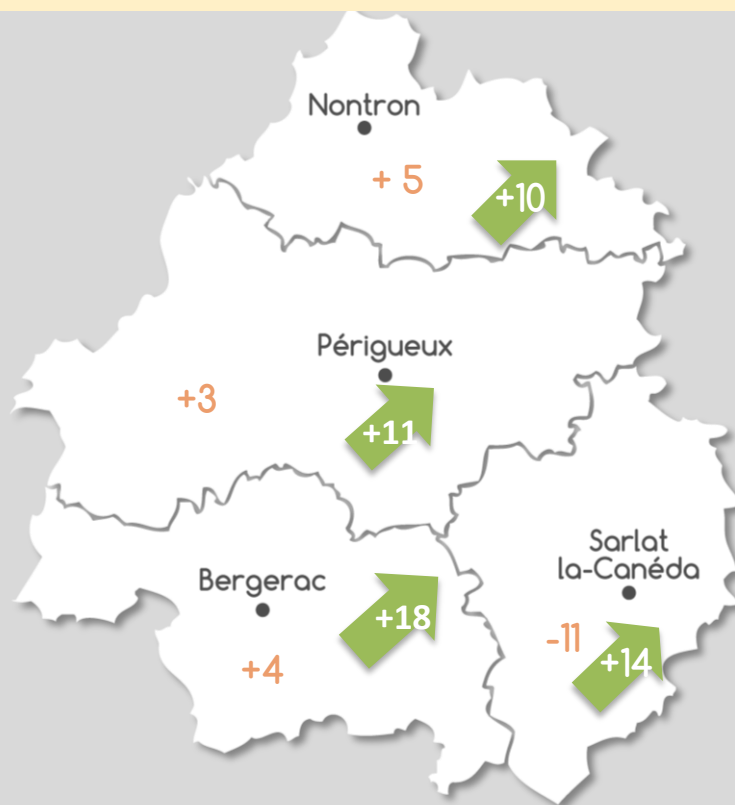 Nontron
+ 5
+10
Périgueux
+3
+11
Sarlat
la-Canéda
Bergerac
+18
-11
+14
+4